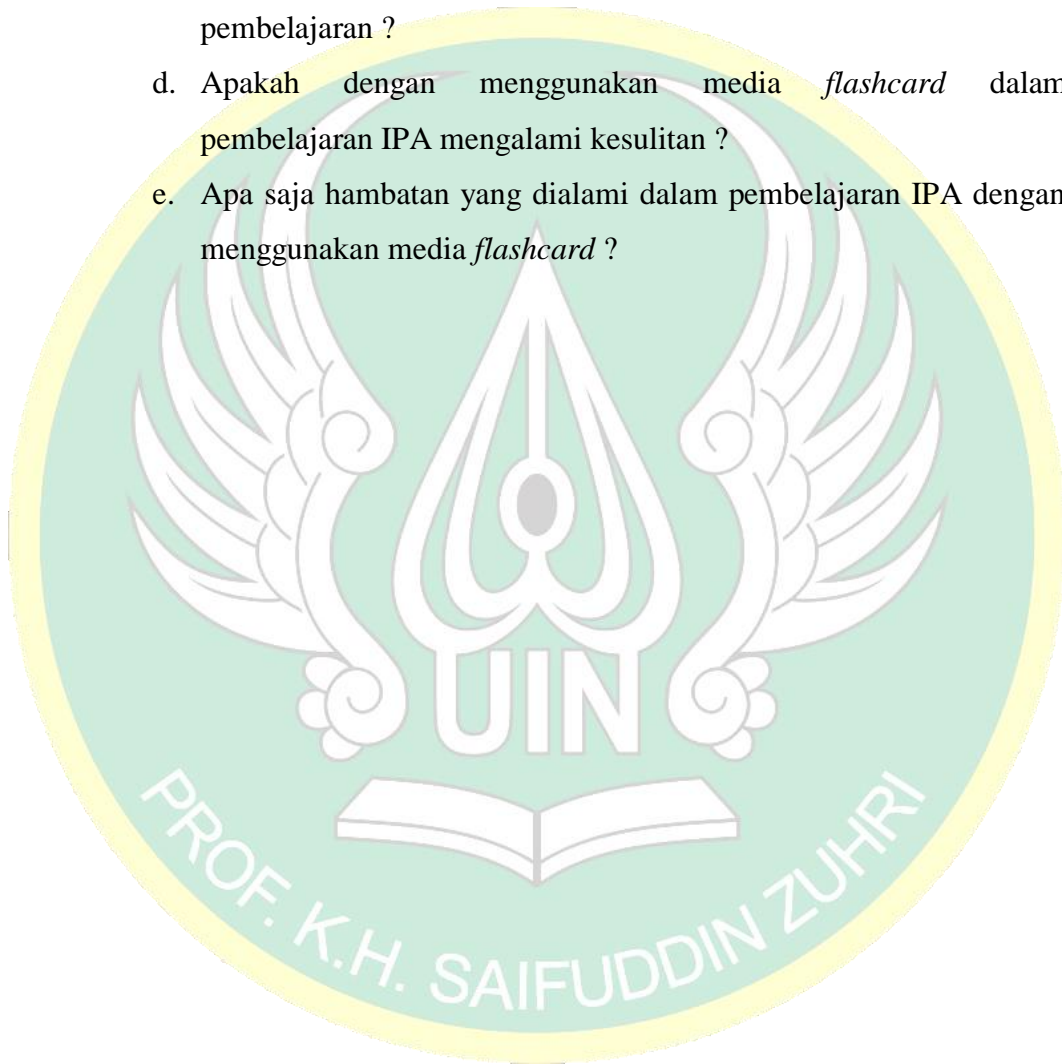 pembelajaran ?
d. Apakah dengan menggunakan media flashcard dalam
pembelajaran IPA mengalami kesulitan ?
e. Apa saja hambatan yang dialami dalam pembelajaran IPA dengan
menggunakan media flashcard ?
UIN
PROF. K.H. SAIFUDDIN ZUHRI